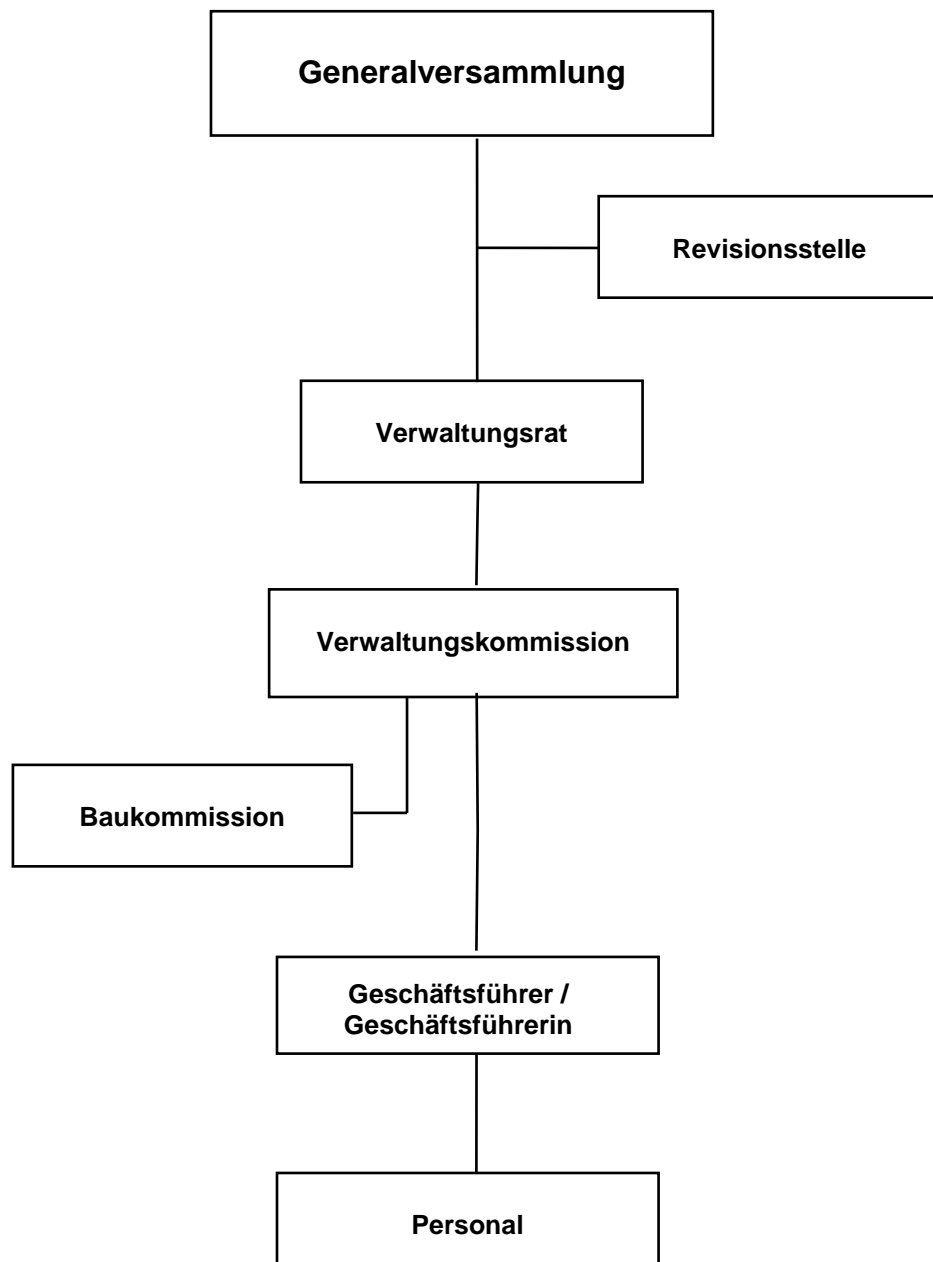 Generalversammlung
Revisionsstelle
Verwaltungsrat
Verwaltungskommission
Baukommission
Geschäftsführer /
Geschäftsführerin
Personal